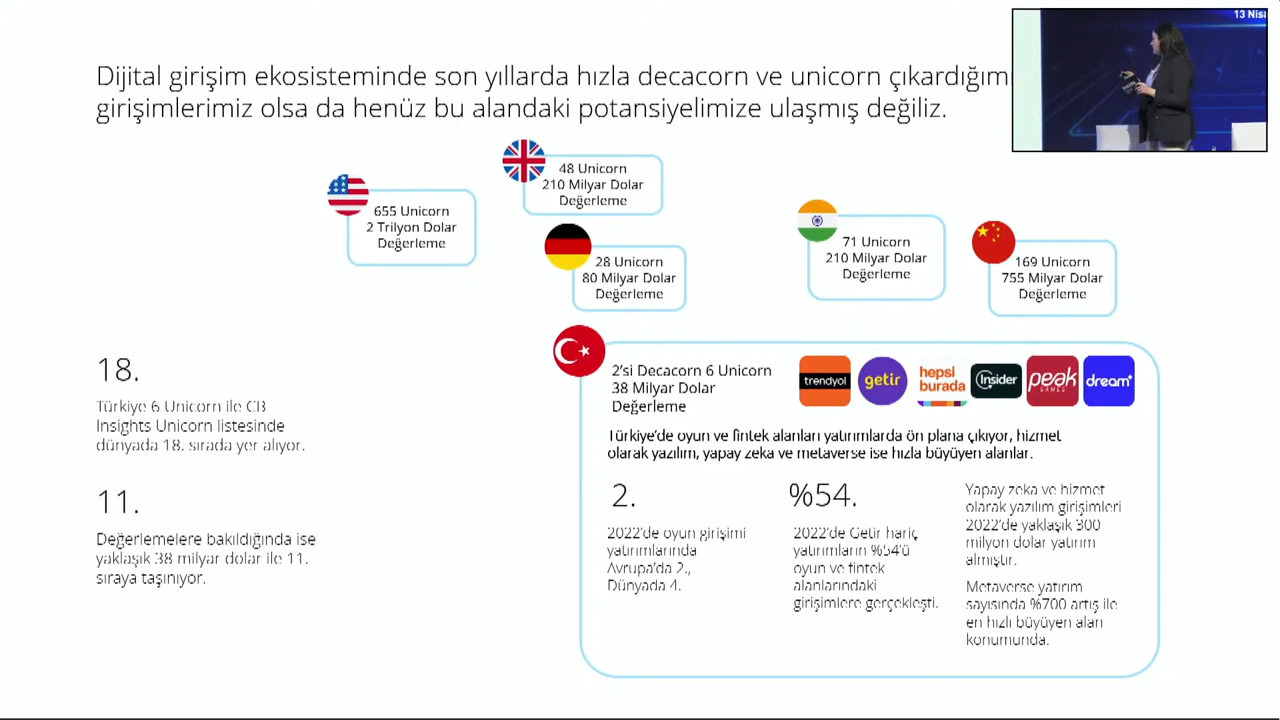 13 Nisa
Dijital girişim ekosisteminde son yıllarda hızla decacorn ve unicorn çıkardığımı
girişimlerimiz olsa da henüz bu alandaki potansiyelimize ulaşmış değiliz.
655 Unicorn
2 Trilyon Dolar
Değerleme
48 Unicorn
210 Milyar Dolar
Değerleme
28 Unicorn
80 Milyar Dolar
Değerleme
71 Unicorn
210 Milyar Dolar
Değerleme
169 Unicorn
755 Milyar Dolar
Değerleme
18.
Türkiye 6 Unicorn ile CB
Insights Unicorn listesinde
dünyada 18. sırada yer alıyor.
11.
Değerlemelere bakıldığında ise
yaklaşık 38 milyar dolar ile 11.
sıraya taşınıyor.
2'si Decacorn 6 Unicorn
38 Milyar Dolar
Değerleme
trendyol
getir
hepsi
burada
insider
peak
GAMES
dream
Türkiye'de oyun ve fintek alanları yatırımlarda ön plana çıkıyor, hizmet
olarak yazılım, yapay zeka ve metaverse ise hızla büyüyen alanlar.
2.
2022'de oyun girişimi
yatırımlarında
Avrupa'da 2.,
Dünyada 4.
%54.
2022'de Getir hariç
yatırımların %54'ü
oyun ve fintek
alanlarındaki
girişimlere gerçekleşti.
Yapay zeka ve hizmet
olarak yazılım girişimleri
2022'de yaklaşık 300
milyon dolar yatırım
almıştır.
Metaverse yatırım
sayısında %700 artış ile
en hızlı büyüyen alan
konumunda.